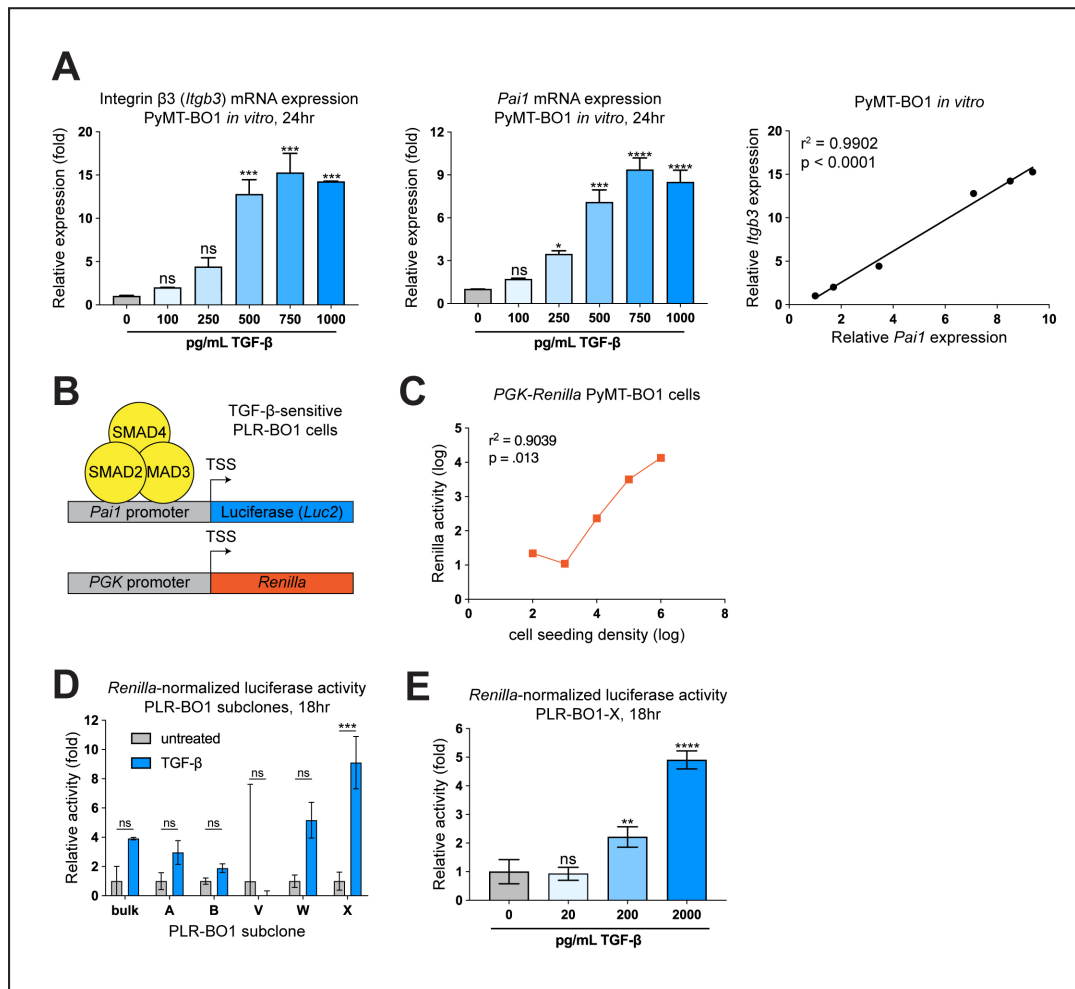 A
Integrin β3 (Itgb3) mRNA expression
PyMT-BO1 in vitro, 24hr
Relative expression (fold)
20
15
10
5
0
ns
ns
***
***
***
0 100 250 500 750 1000
pg/mL TGF-β
Pai1 mRNA expression
PyMT-BO1 in vitro, 24hr
Relative expression (fold)
12
9
6
3
0
ns
*
***
****
****
0 100 250 500 750 1000
pg/mL TGF-β
PyMT-BO1 in vitro
r² = 0.9902
p < 0.0001
Relative Itgb3 expression
20
15
10
5
0
0 2 4 6 8 10
Relative Pai1 expression
B
TGF-β-sensitive
PLR-BO1 cells
SMAD4
SMAD2 MAD3
TSS
Pai1 promoter Luciferase (Luc2)
TSS
PGK promoter Renilla
C
PGK-Renilla PyMT-BO1 cells
r² = 0.9039
p = .013
Renilla activity (log)
5
4
3
2
1
0
0 2 4 6 8
cell seeding density (log)
D
Renilla-normalized luciferase activity
PLR-BO1 subclones, 18hr
Relative activity (fold)
12
10
8
6
4
2
0
untreated
TGF-β
ns
ns
ns
ns
ns
***
bulk A B V W X
PLR-BO1 subclone
E
Renilla-normalized luciferase activity
PLR-BO1-X, 18hr
Relative activity (fold)
6
5
4
3
2
1
0
ns
**
****
0 20 200 2000
pg/mL TGF-β